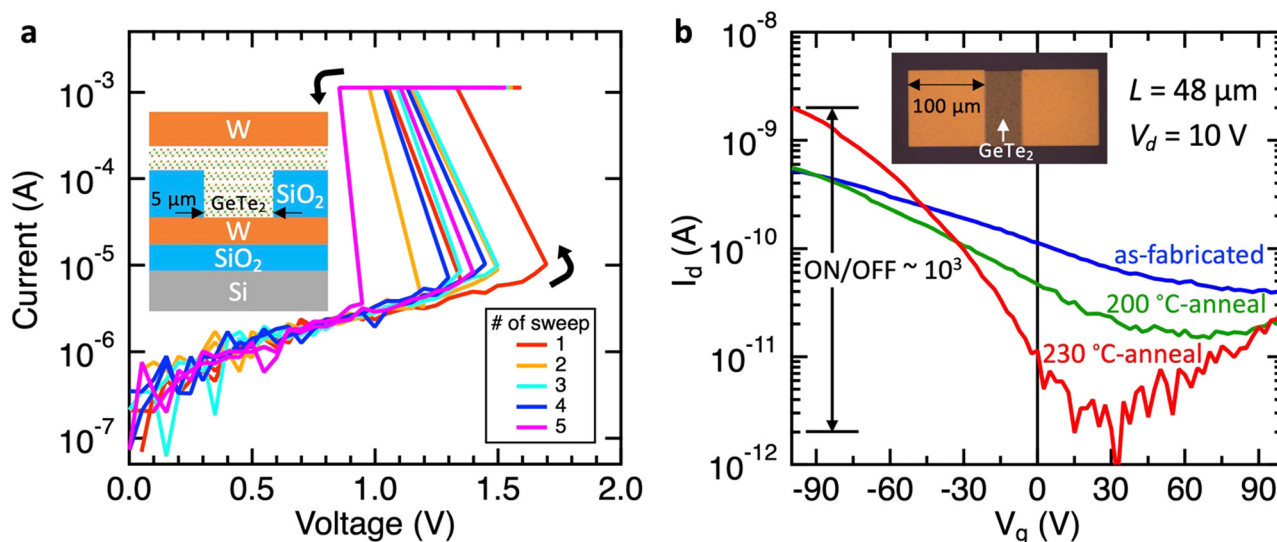 a
Current (A)
10⁻³
10⁻⁴
10⁻⁵
10⁻⁶
10⁻⁷
W
5 µm
GeTe₂
SiO₂
W
SiO₂
Si
# of sweep
1
2
3
4
5
0.0
0.5
1.0
1.5
2.0
Voltage (V)
b
I_d (A)
10⁻⁸
10⁻⁹
10⁻¹⁰
10⁻¹¹
10⁻¹²
100 µm
GeTe₂
L = 48 µm
V_d = 10 V
ON/OFF ~ 10³
as-fabricated
200 °C-anneal
230 °C-anneal
-90
-60
-30
0
30
60
90
V_g (V)